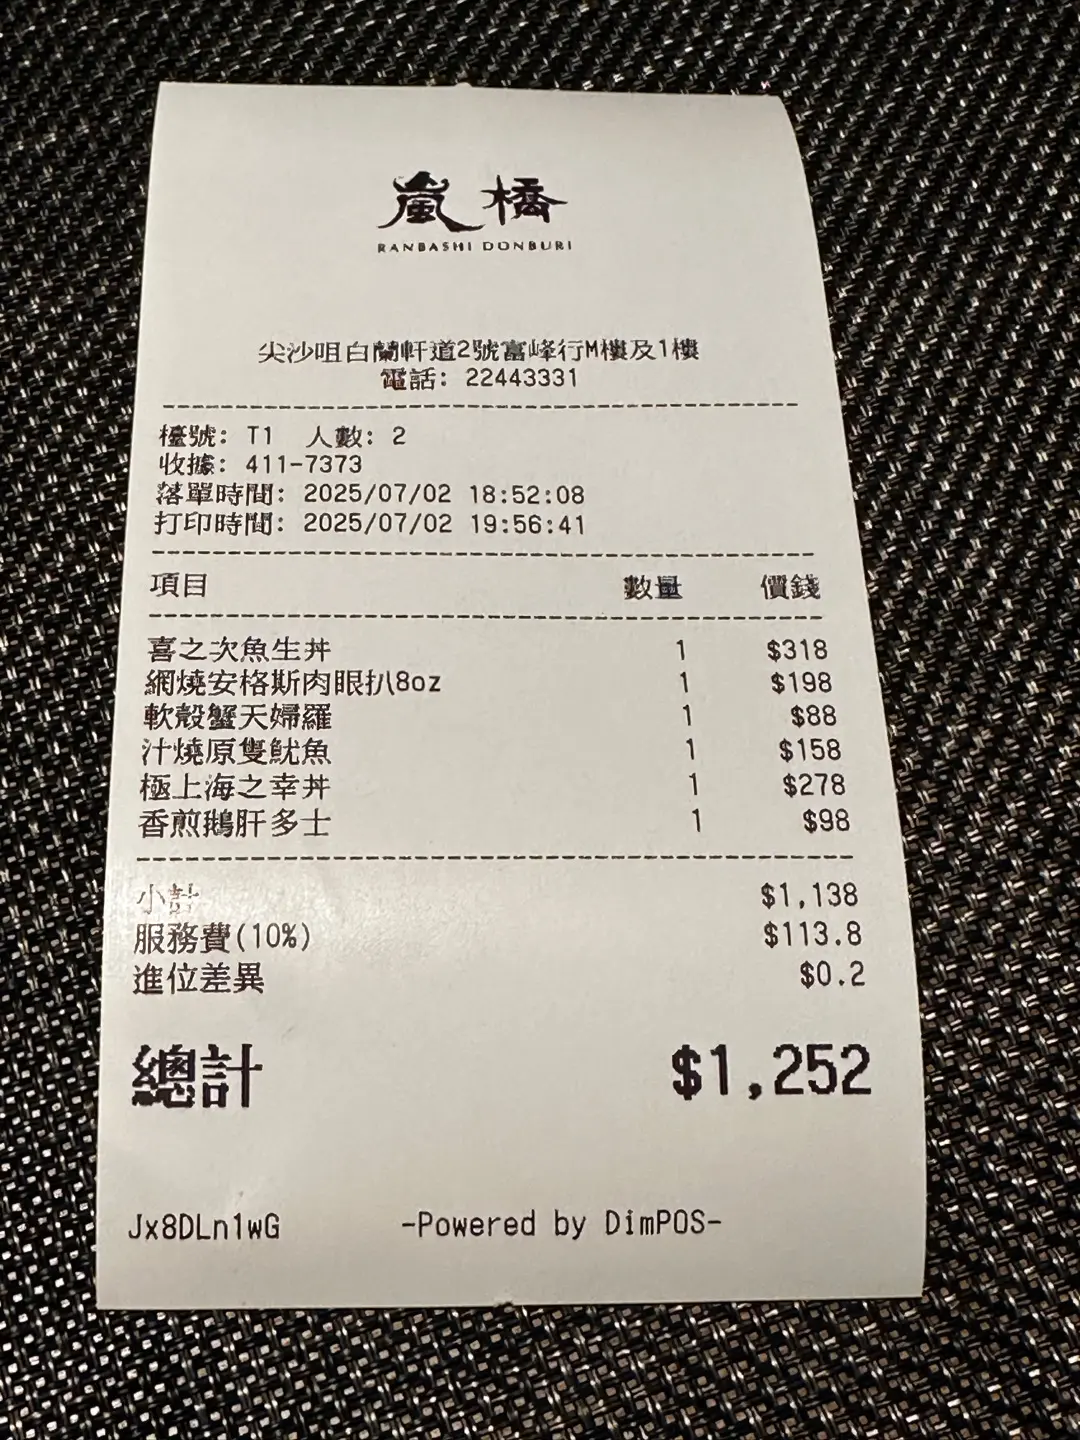 嵐橋
RANBASHI DONBURI
尖沙咀白蘭軒道2號富峰行M樓及1樓
電話: 22443331
檯號: T1 人數: 2
收據: 411-7373
落單時間: 2025/07/02 18:52:08
打印時間: 2025/07/02 19:56:41
項目 數量 價錢
喜之次魚生丼 1 $318
網燒安格斯肉眼扒8oz 1 $198
軟殼蟹天婦羅 1 $88
汁燒原隻魷魚 1 $158
極上海之幸丼 1 $278
香煎鵝肝多士 1 $98
小計 $1,138
服務費(10%) $113.8
進位差異 $0.2
總計 $1,252
Jx8DLn1wG -Powered by DimPOS-